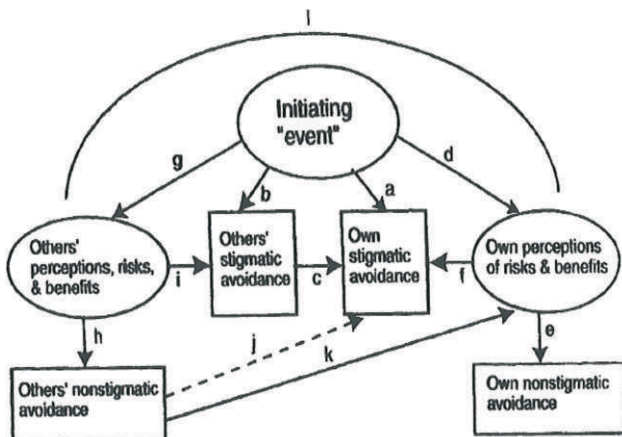 l
Initiating
"event"
g
d
b
a
Others'
perceptions, risks,
& benefits
i
Others'
stigmatic
avoidance
c
Own
stigmatic
avoidance
f
Own perceptions
of risks & benefits
h
j
k
e
Others' nonstigmatic
avoidance
Own nonstigmatic
avoidance